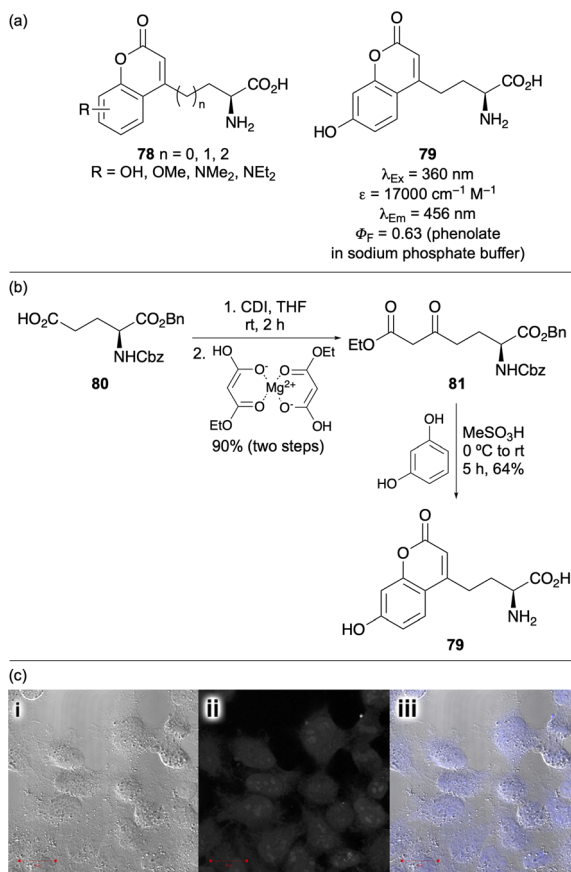 (a)
O
O
R
( )n
CO2H
NH2
78 n = 0, 1, 2
R = OH, OMe, NMe2, NEt2
O
O
HO
CO2H
NH2
79
λEx = 360 nm
ε = 17000 cm–1 M–1
λEm = 456 nm
ΦF = 0.63 (phenolate
in sodium phosphate buffer)
(b)
HO2C
CO2Bn
NHCbz
80
1. CDI, THF
rt, 2 h
2.
HO
O-
OEt
O
Mg2+
O
O-
EtO
OH
90% (two steps)
O
O
EtO
CO2Bn
NHCbz
81
OH
HO
MeSO3H
0 ºC to rt
5 h, 64%
O
O
HO
CO2H
NH2
79
(c)
i
ii
iii